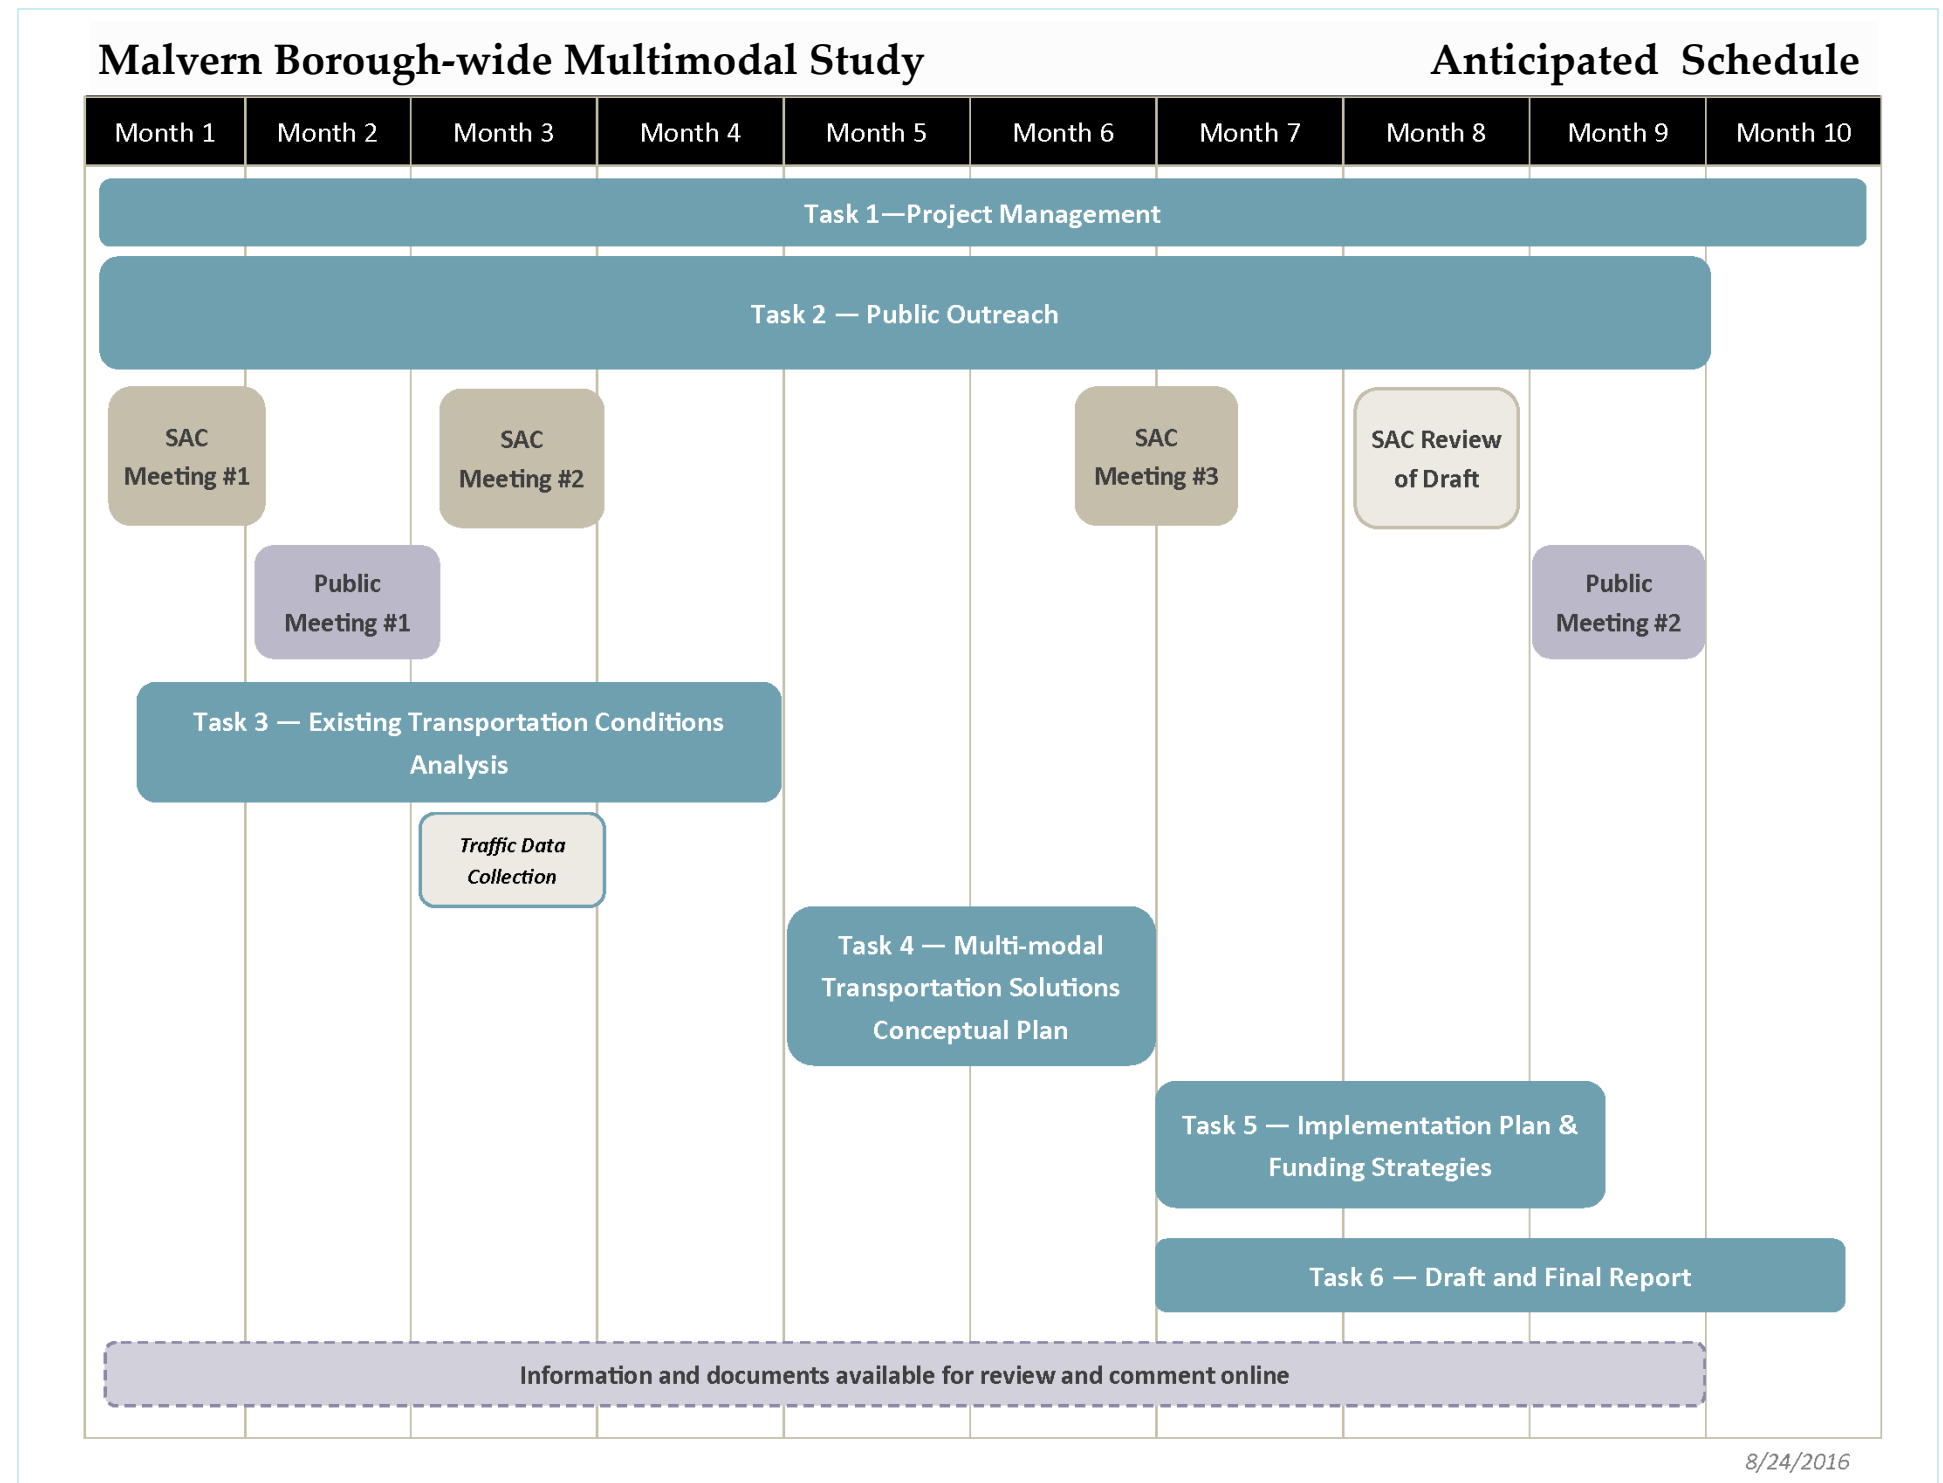 Malvern Borough-wide Multimodal Study Anticipated Schedule
Month 1 Month 2 Month 3 Month 4 Month 5 Month 6 Month 7 Month 8 Month 9 Month 10
Task 1—Project Management
Task 2 — Public Outreach
SAC
Meeting #1
SAC
Meeting #2
SAC
Meeting #3
SAC Review
of Draft
Public
Meeting #1
Public
Meeting #2
Task 3 — Existing Transportation Conditions
Analysis
Traffic Data
Collection
Task 4 — Multi-modal
Transportation Solutions
Conceptual Plan
Task 5 — Implementation Plan &
Funding Strategies
Task 6 — Draft and Final Report
Information and documents available for review and comment online
8/24/2016